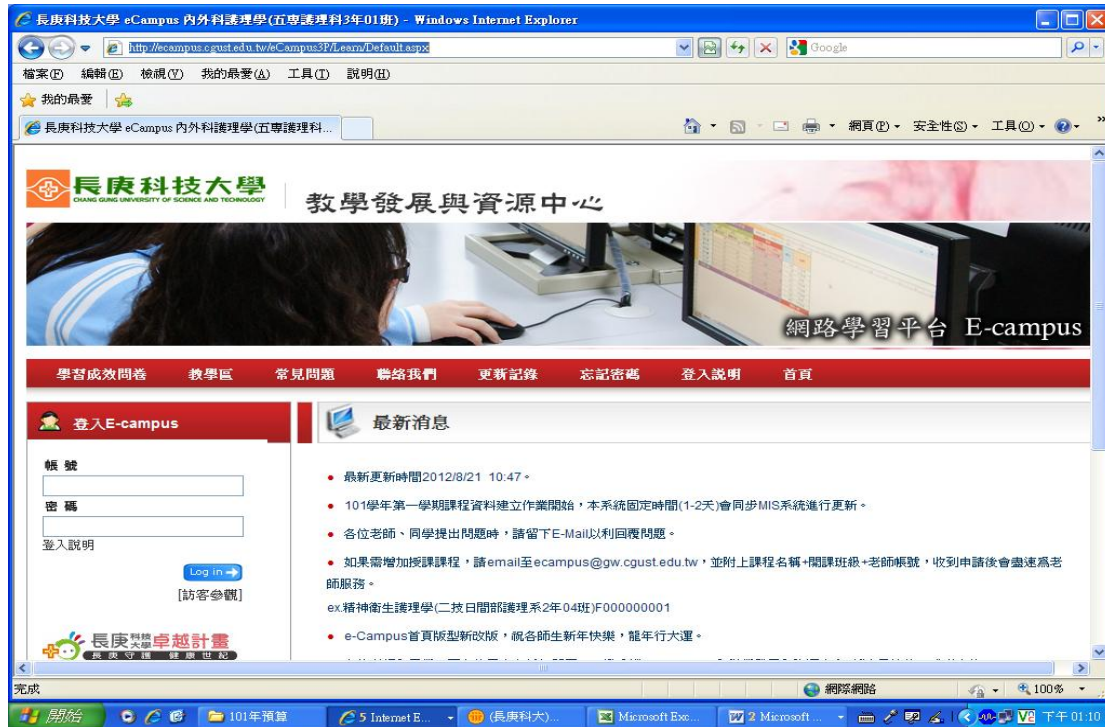 長庚科技大學 eCampus 內外科護理學(五專護理科3年01班) - Windows Internet Explorer
http://ecampus.cgust.edu.tw/eCampus3P/Learn/Default.aspx
Google
檔案(F) 編輯(E) 檢視(V) 我的最愛(A) 工具(T) 說明(H)
我的最愛
長庚科技大學 eCampus 內外科護理學(五專護理科...
網頁(P) 安全性(S) 工具(O)
長庚科技大學
CHANG GUNG UNIVERSITY OF SCIENCE AND TECHNOLOGY
教學發展與資源中心
網路學習平台 E-campus
學習成效問卷 教學區 常見問題 聯絡我們 更新記錄 忘記密碼 登入說明 首頁
登入E-campus
最新消息
帳號
密碼
登入說明
Log in
[訪客參觀]
長庚科技大學卓越計畫
長庚守護 健康世紀
• 最新更新時間2012/8/21 10:47。
• 101學年第一學期課程資料建立作業開始，本系統固定時間(1-2天)會同步MIS系統進行更新。
• 各位老師、同學提出問題時，請留下E-Mail以利回覆問題。
• 如果需增加授課課程，請email至ecampus@gw.cgust.edu.tw，並附上課程名稱+開課班級+老師帳號，收到申請後會盡速為老
師服務。
ex.精神衛生護理學(二技日間部護理系2年04班)F000000001
• e-Campus首頁版型新改版，祝各師生新年快樂，龍年行大運。
完成
網際網路
100%
開始
101年預算
5 Internet E...
(長庚科大)...
Microsoft Exc...
2 Microsoft ...
下午 01:10